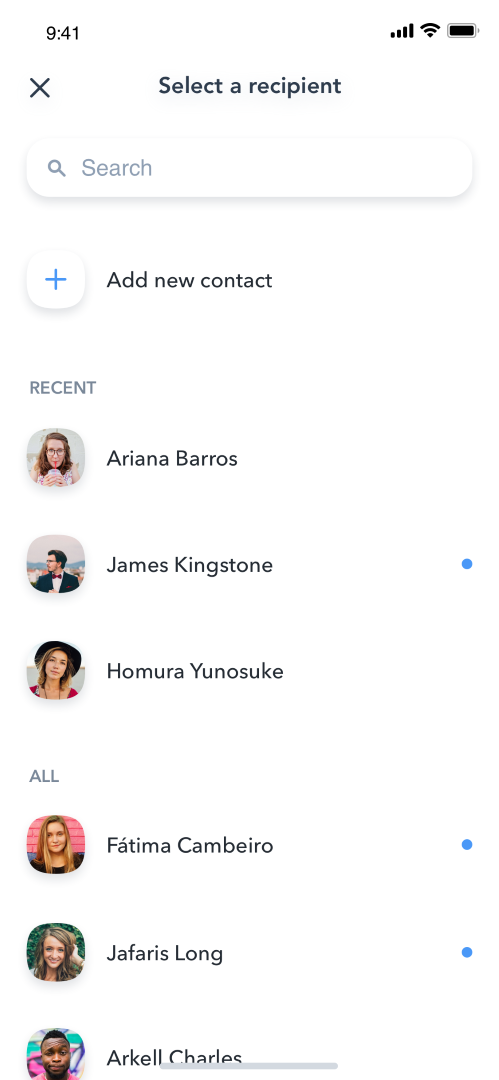 9:41
Select a recipient
Search
Add new contact
RECENT
Ariana Barros
James Kingstone
Homura Yunosuke
ALL
Fátima Cambeiro
Jafaris Long
Arkell Charles